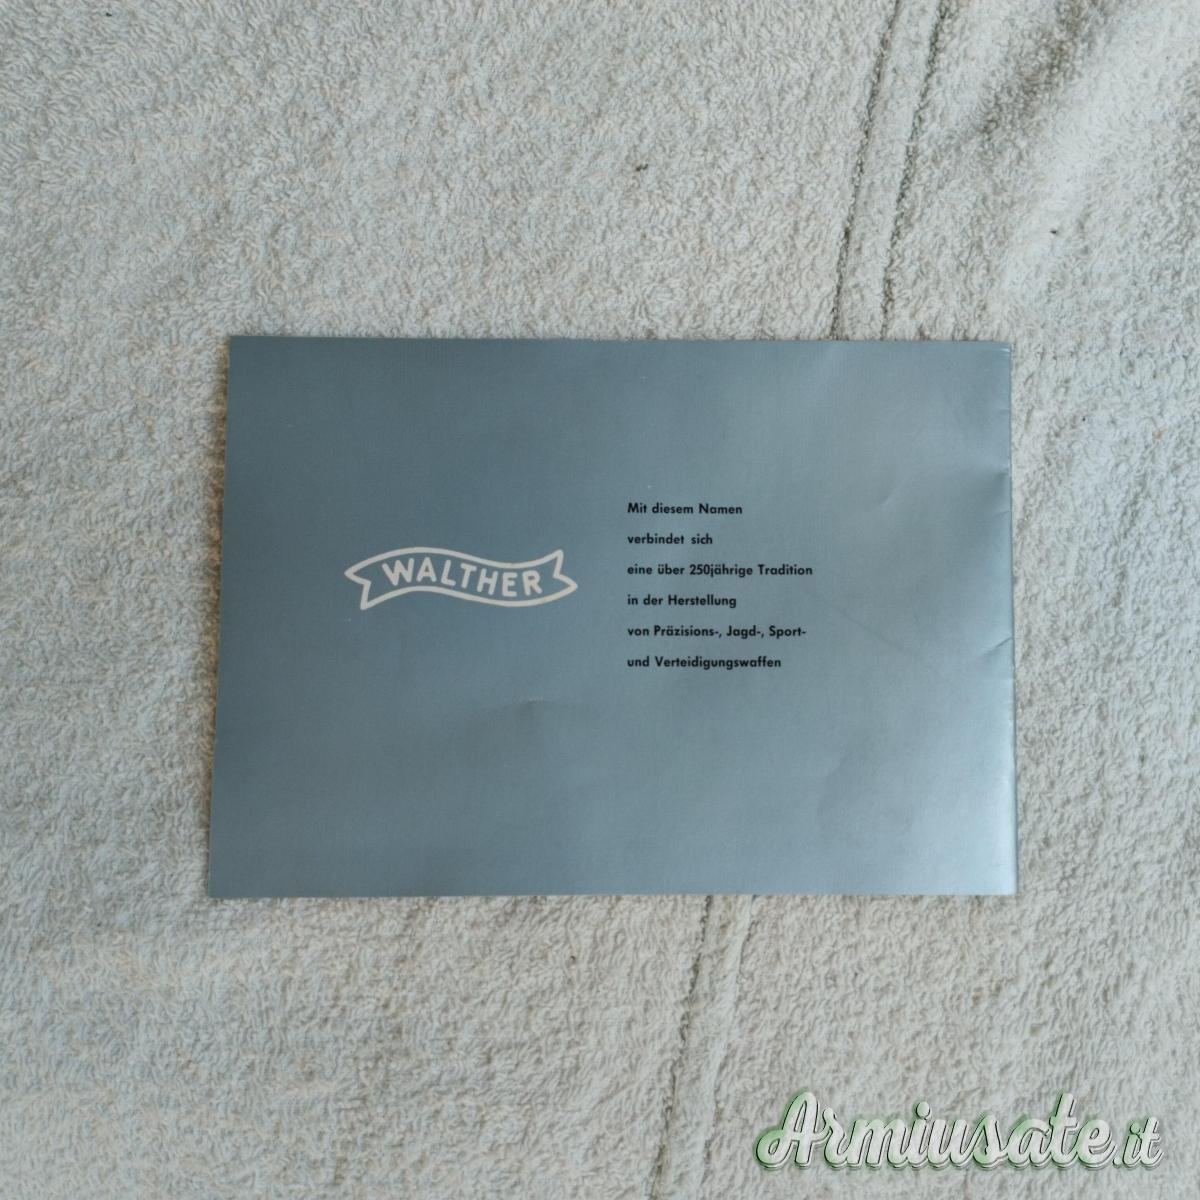 WALTHER
Mit diesem Namen
verbindet sich
eine über 250jährige Tradition
in der Herstellung
von Präzisions-, Jagd-, Sport-
und Verteidigungswaffen
Armiusate.it